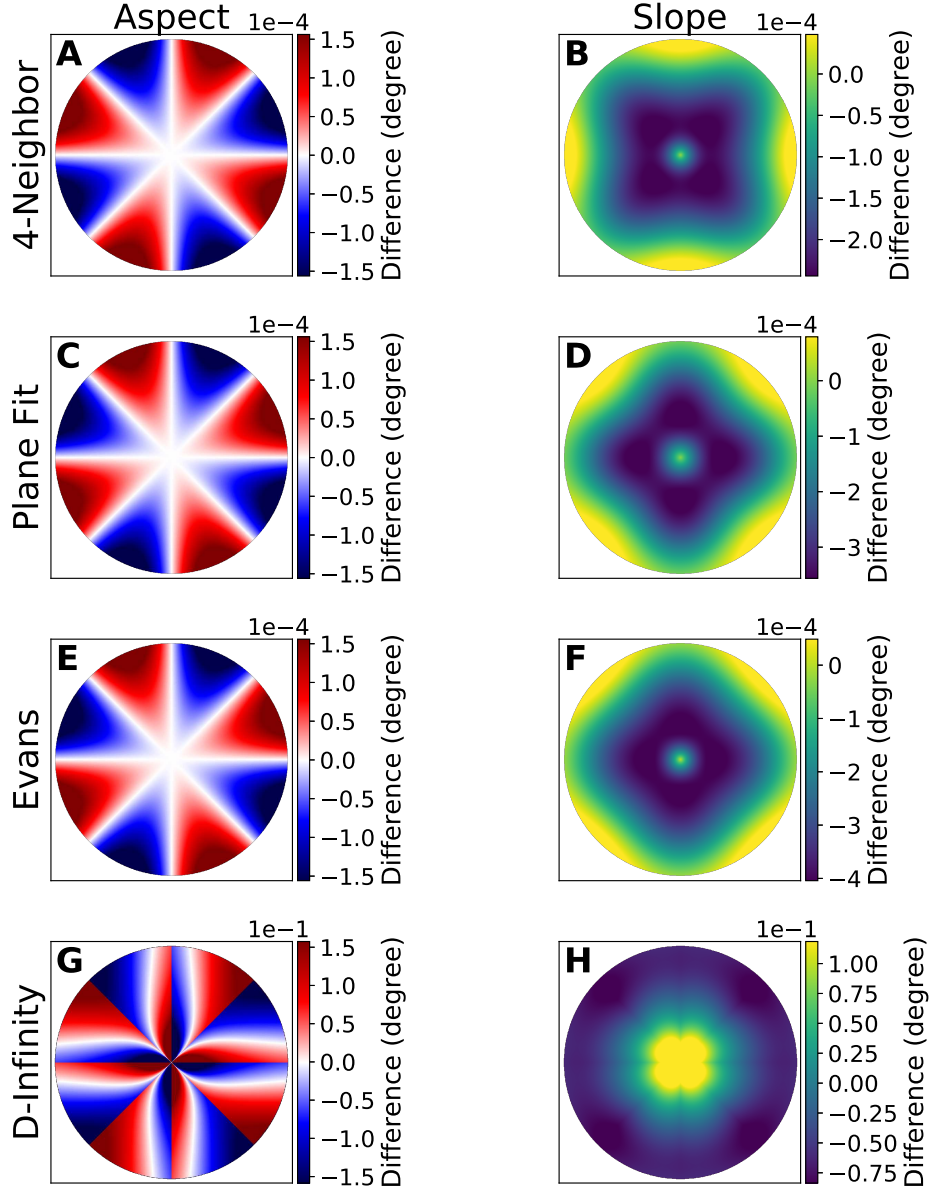 Aspect
Slope
4-Neighbor
A
1e−4
1.5
1.0
0.5
0.0
−0.5
−1.0
−1.5
Difference (degree)
B
1e−4
0.0
−0.5
−1.0
−1.5
−2.0
Difference (degree)
Plane Fit
C
1e−4
1.5
1.0
0.5
0.0
−0.5
−1.0
−1.5
Difference (degree)
D
1e−4
0
−1
−2
−3
Difference (degree)
Evans
E
1e−4
1.5
1.0
0.5
0.0
−0.5
−1.0
−1.5
Difference (degree)
F
1e−4
0
−1
−2
−3
−4
Difference (degree)
D-Infinity
G
1e−1
1.5
1.0
0.5
0.0
−0.5
−1.0
−1.5
Difference (degree)
H
1e−1
1.00
0.75
0.50
0.25
0.00
−0.25
−0.50
−0.75
Difference (degree)